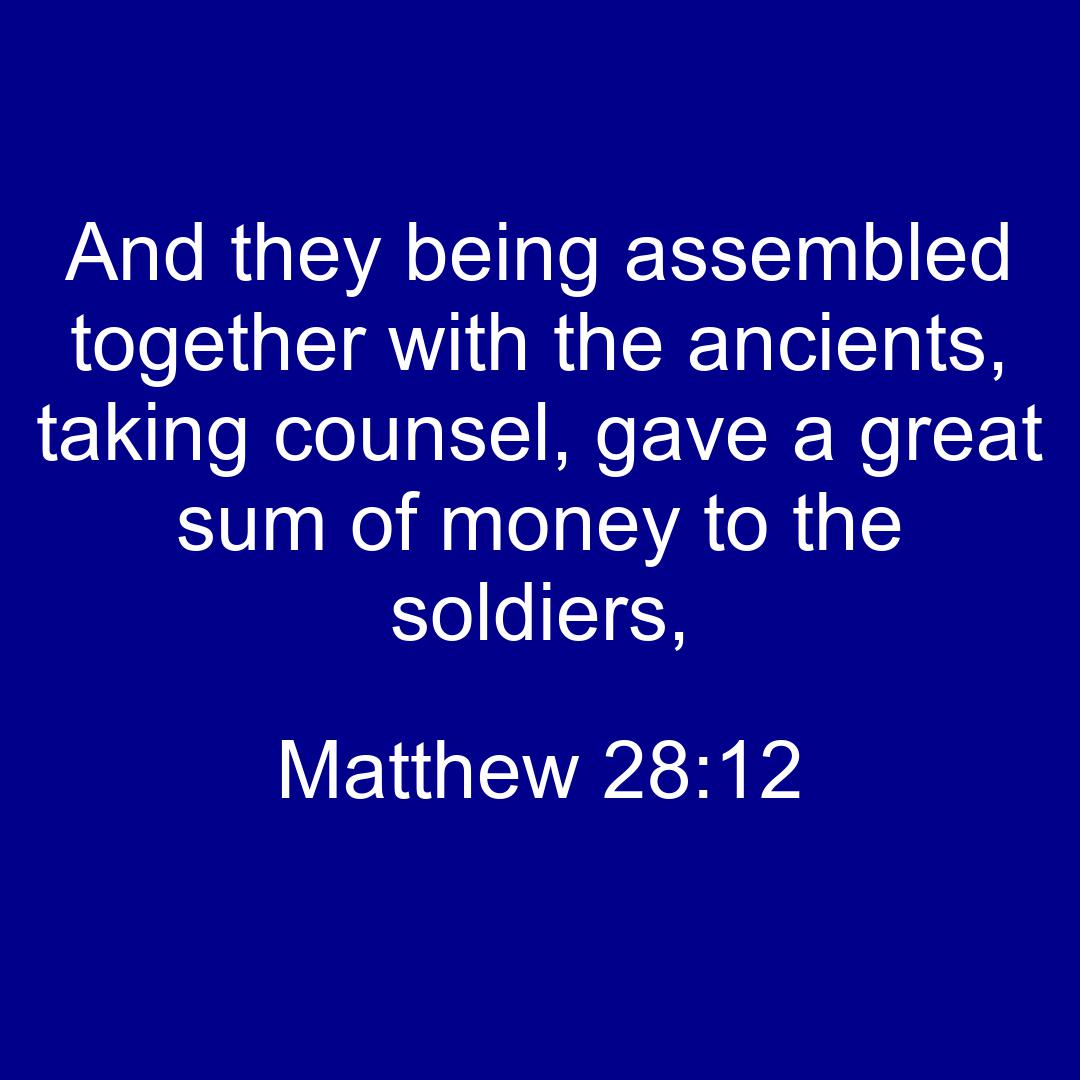 And they being assembled
together with the ancients,
taking counsel, gave a great
sum of money to the
soldiers,
Matthew 28:12